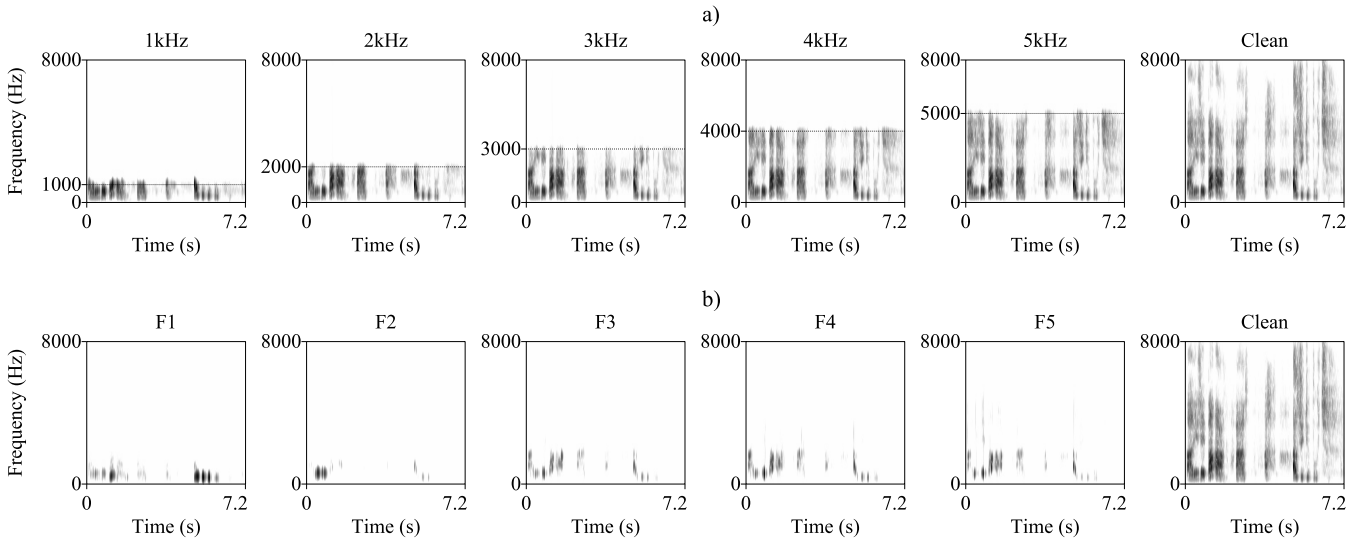 a)
1kHz 2kHz 3kHz 4kHz 5kHz Clean
8000 8000 8000 8000 8000 8000
5000
4000
3000
2000
1000
0 0 0 0 0 0
0 7.2 0 7.2 0 7.2 0 7.2 0 7.2 0 7.2
Frequency (Hz)
Time (s) Time (s) Time (s) Time (s) Time (s) Time (s)
b)
F1 F2 F3 F4 F5 Clean
8000 8000 8000 8000 8000 8000
Frequency (Hz)
0 0 0 0 0 0
0 7.2 0 7.2 0 7.2 0 7.2 0 7.2 0 7.2
Time (s) Time (s) Time (s) Time (s) Time (s) Time (s)